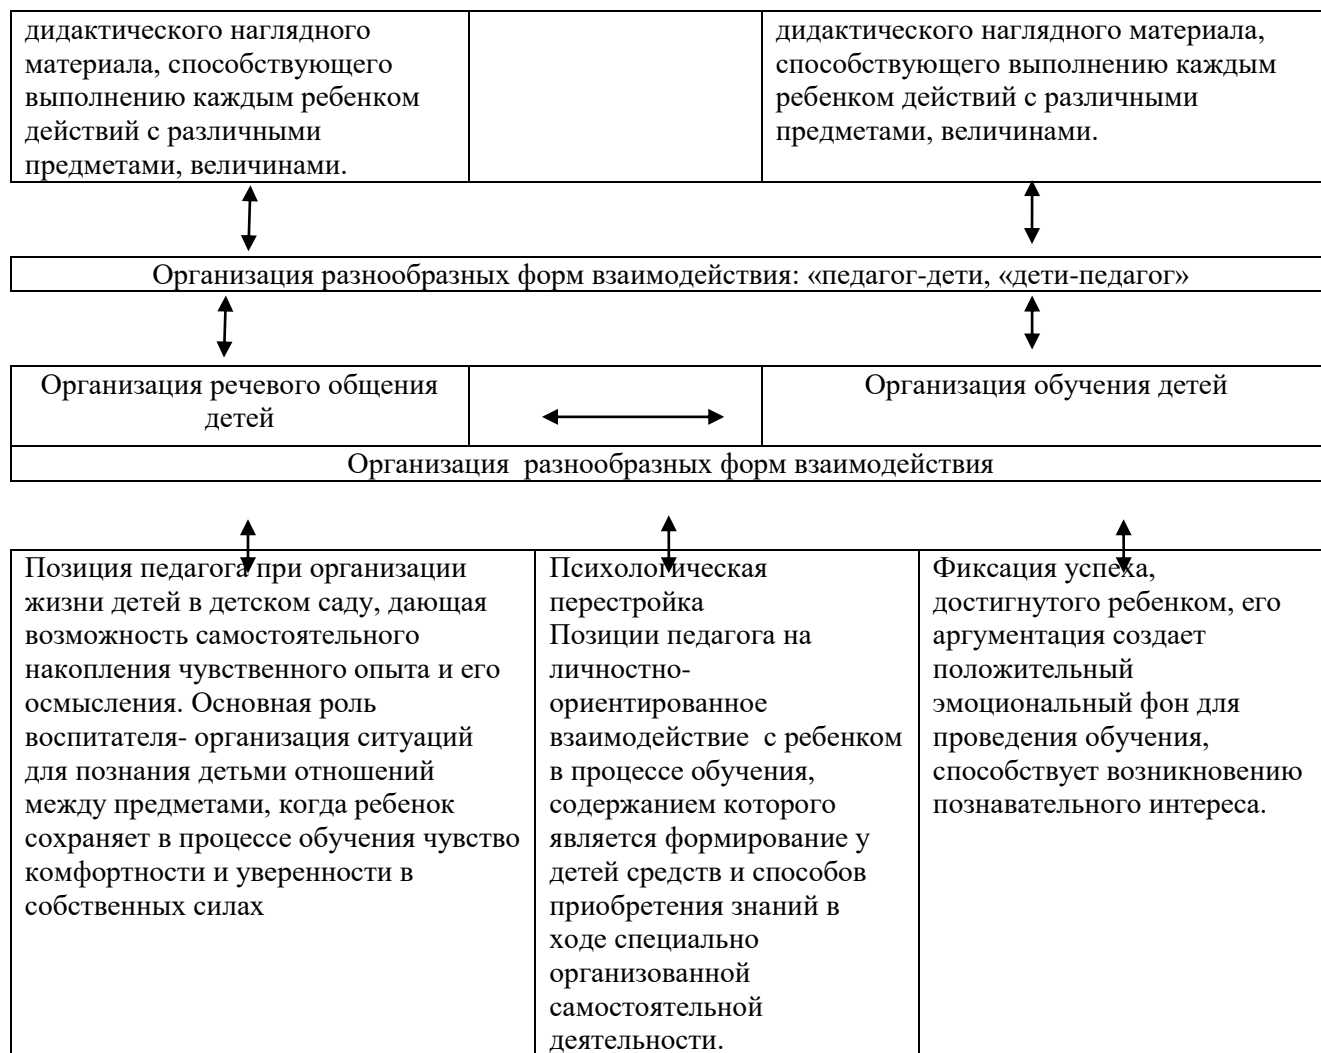 дидактического наглядного
материала, способствующего
выполнению каждым ребенком
действий с различными
предметами, величинами.
дидактического наглядного материала,
способствующего выполнению каждым
ребенком действий с различными
предметами, величинами.
Организация разнообразных форм взаимодействия: «педагог-дети, «дети-педагог»
Организация речевого общения
детей
Организация обучения детей
Организация разнообразных форм взаимодействия
Позиция педагога при организации
жизни детей в детском саду, дающая
возможность самостоятельного
накопления чувственного опыта и его
осмысления. Основная роль
воспитателя- организация ситуаций
для познания детьми отношений
между предметами, когда ребенок
сохраняет в процессе обучения чувство
комфортности и уверенности в
собственных силах
Психологическая
перестройка
Позиции педагога на
личностно-
ориентированное
взаимодействие с ребенком
в процессе обучения,
содержанием которого
является формирование у
детей средств и способов
приобретения знаний в
ходе специально
организованной
самостоятельной
деятельности.
Фиксация успеха,
достигнутого ребенком, его
аргументация создает
положительный
эмоциональный фон для
проведения обучения,
способствует возникновению
познавательного интереса.